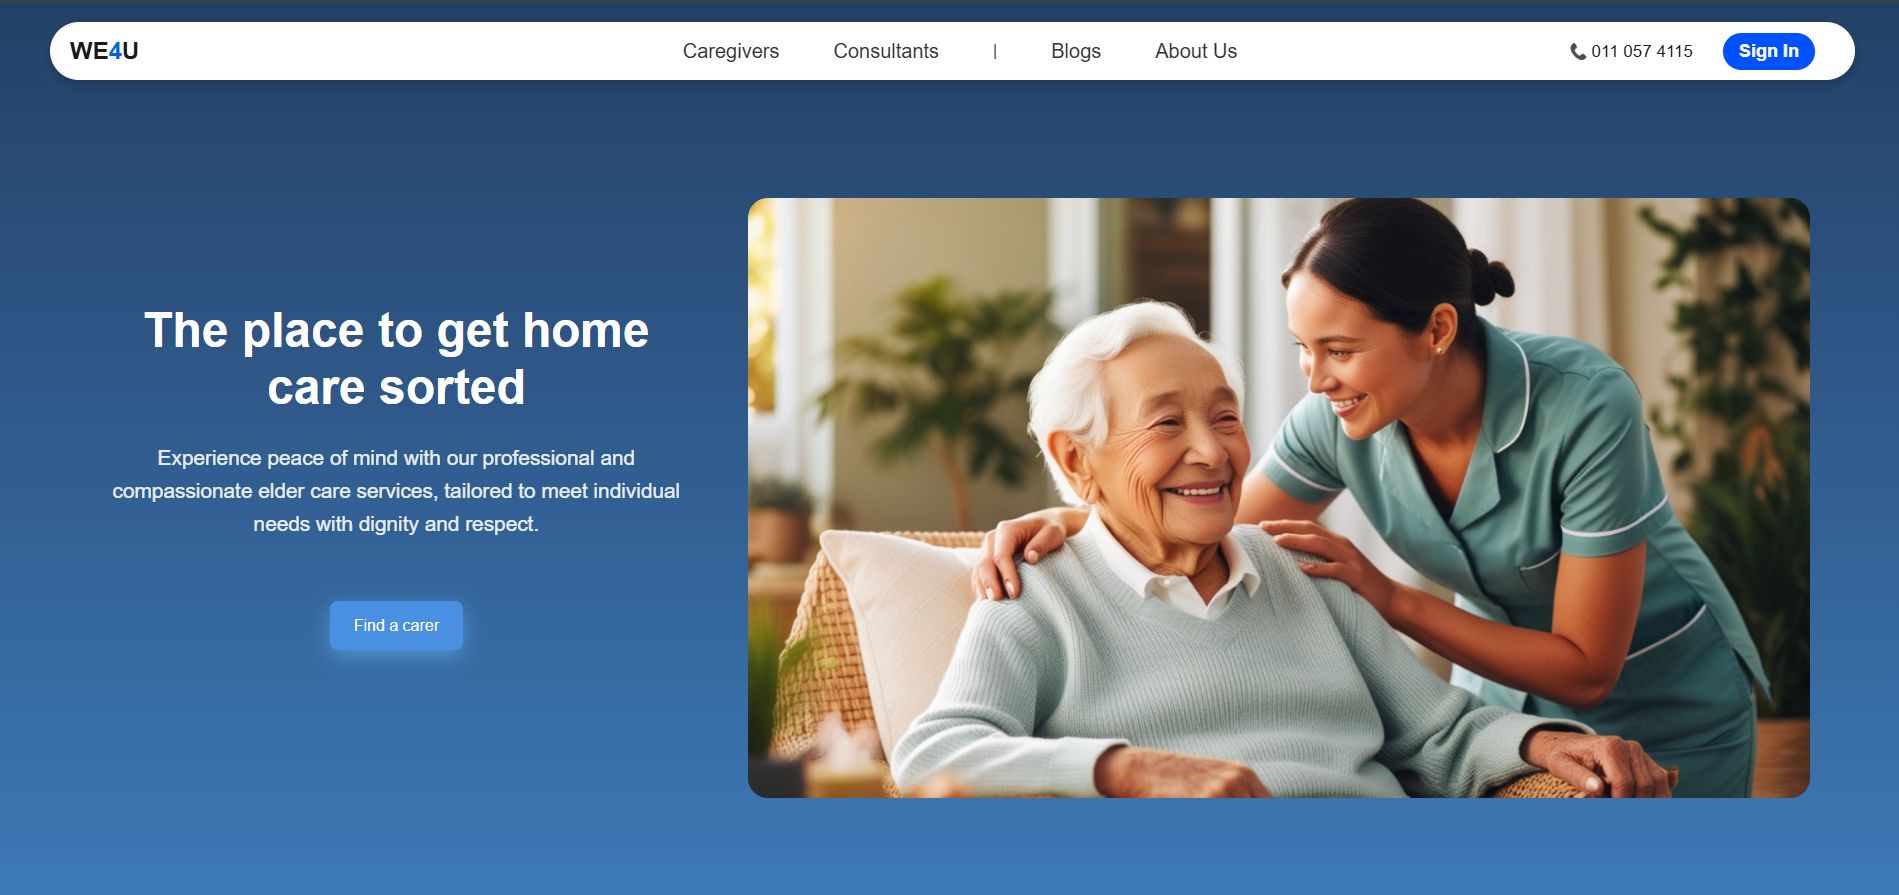 WE4U
Caregivers
Consultants
|
Blogs
About Us
011 057 4115
Sign In
The place to get home
care sorted
Experience peace of mind with our professional and
compassionate elder care services, tailored to meet individual
needs with dignity and respect.
Find a carer